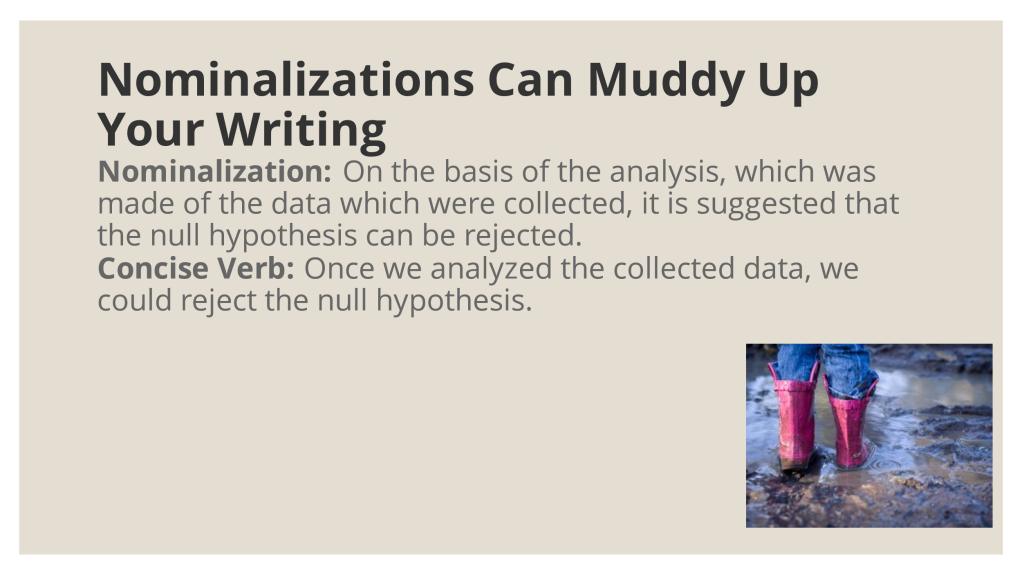 Nominalizations Can Muddy Up
Your Writing
Nominalization: On the basis of the analysis, which was
made of the data which were collected, it is suggested that
the null hypothesis can be rejected.
Concise Verb: Once we analyzed the collected data, we
could reject the null hypothesis.